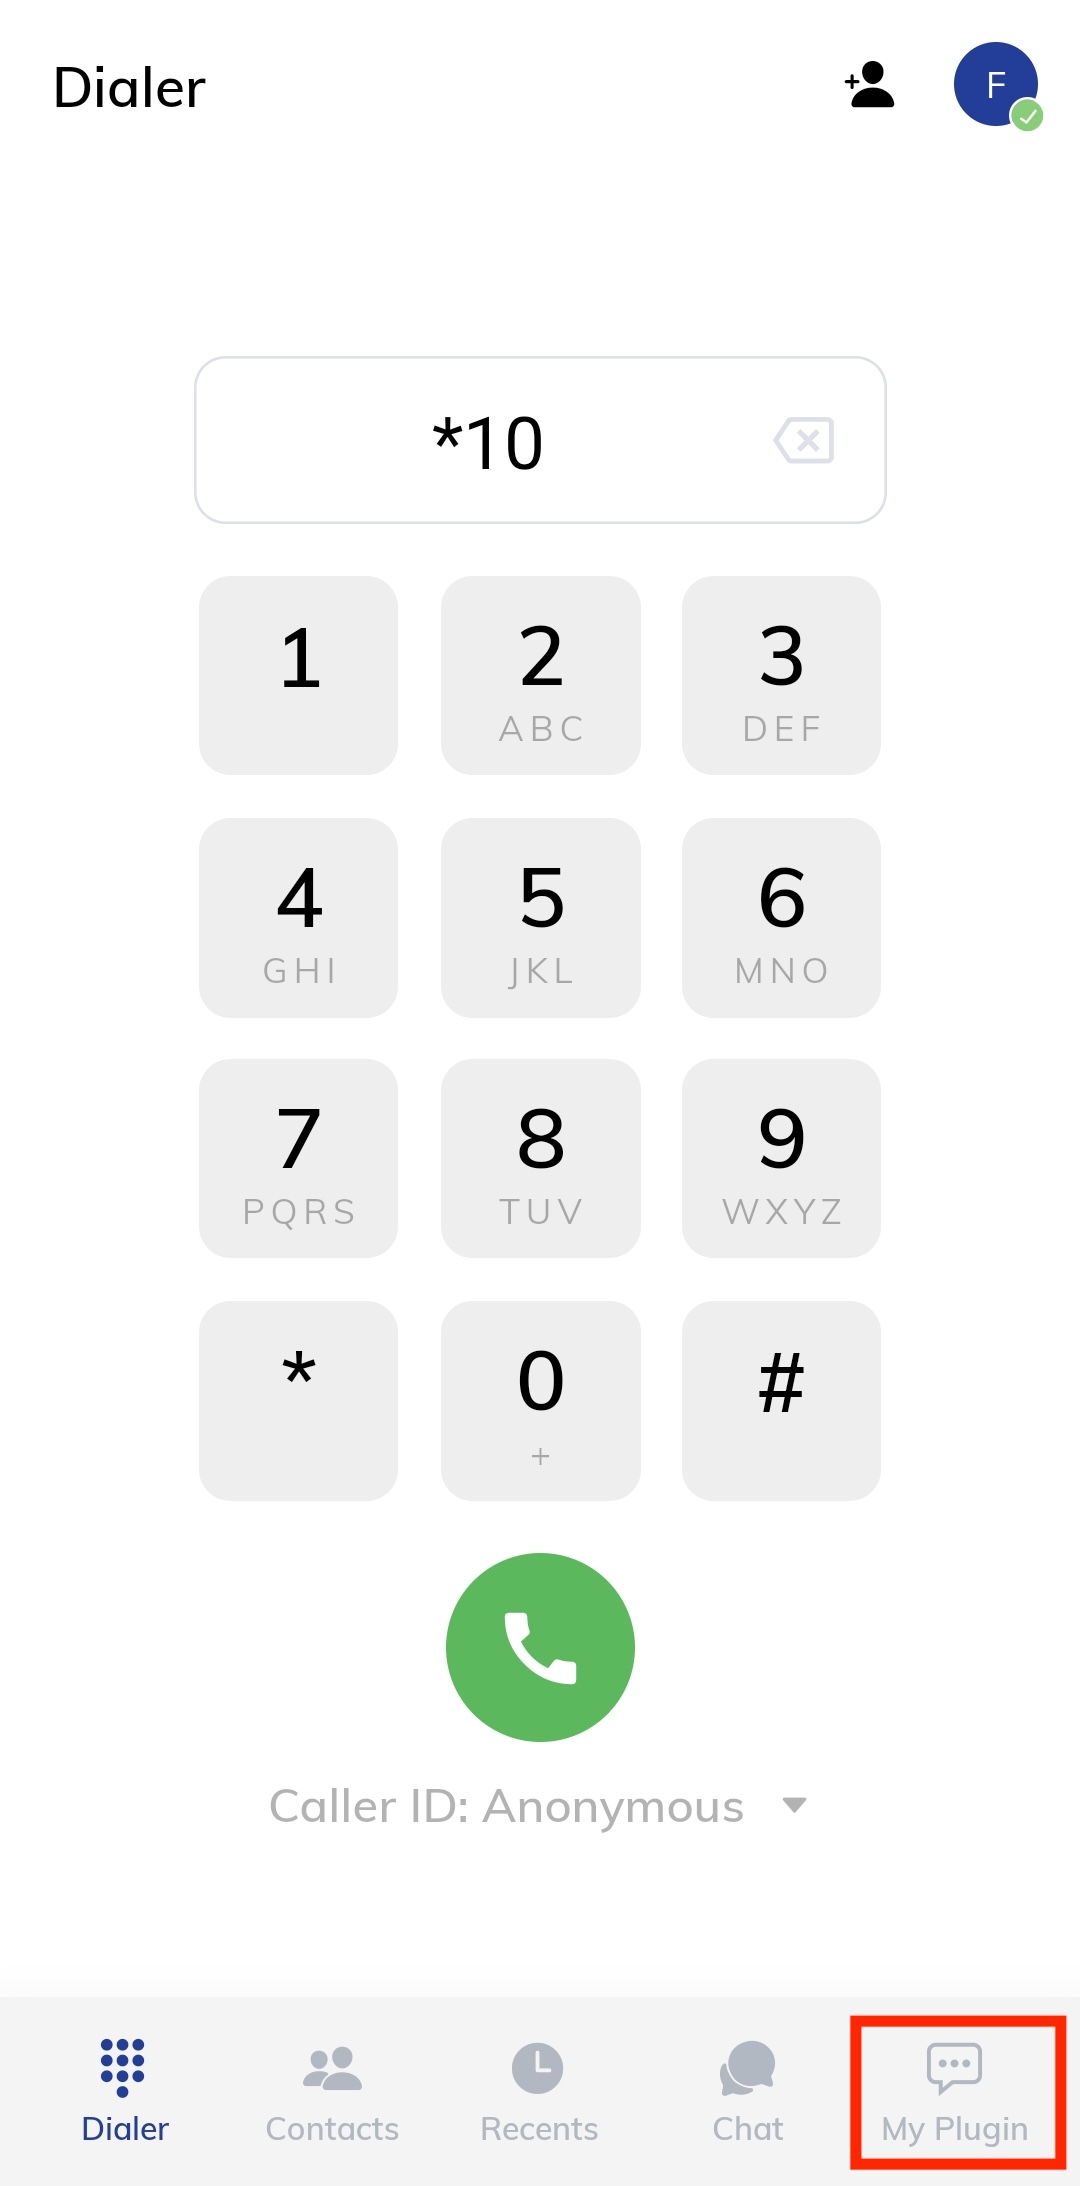 Dialer
F
*10
1 2 3
ABC DEF
4 5 6
GHI JKL MNO
7 8 9
PQRS TUV WXYZ
* 0 #
+
Caller ID: Anonymous
Dialer Contacts Recents Chat My Plugin